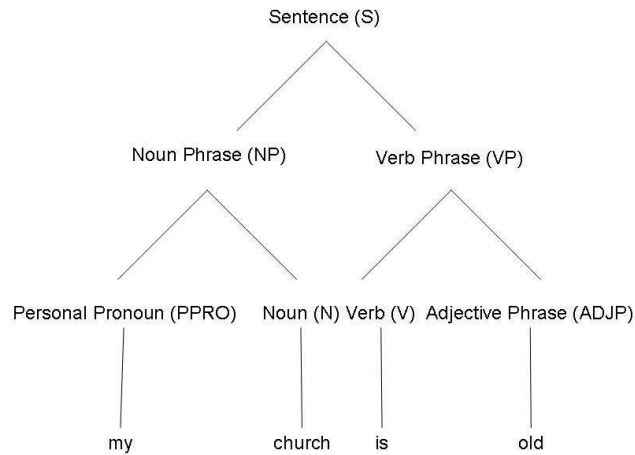 Sentence (S)
Noun Phrase (NP) Verb Phrase (VP)
Personal Pronoun (PPRO) Noun (N) Verb (V) Adjective Phrase (ADJP)
my church is old